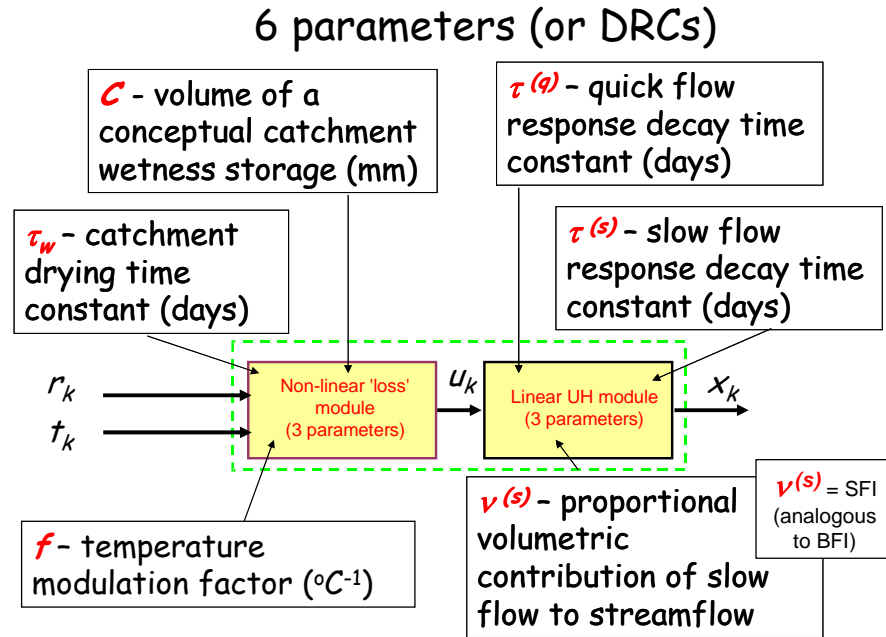 6 parameters (or DRCs)
C - volume of a
conceptual catchment
wetness storage (mm)
τ (q) – quick flow
response decay time
constant (days)
τw – catchment
drying time
constant (days)
τ (s) – slow flow
response decay time
constant (days)
rk
tk
Non-linear 'loss'
module
(3 parameters)
uk
Linear UH module
(3 parameters)
xk
f – temperature
modulation factor (oC-1)
ν (s) – proportional
volumetric
contribution of slow
flow to streamflow
ν(s) = SFI
(analogous
to BFI)